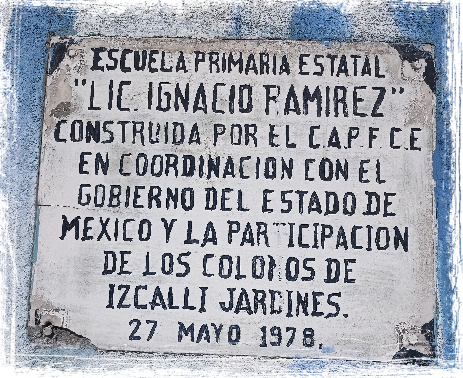 ESCUELA PRIMARIA ESTATAL
"LIC. IGNACIO RAMIREZ"
CONSTRUIDA POR EL C.A.P.F.C.E
EN COORDINACION CON EL
GOBIERNO DEL ESTADO DE
MEXICO Y LA PARTICIPACION
DE LOS COLONOS DE
IZCALLI JARDINES.
27 MAYO 1978.